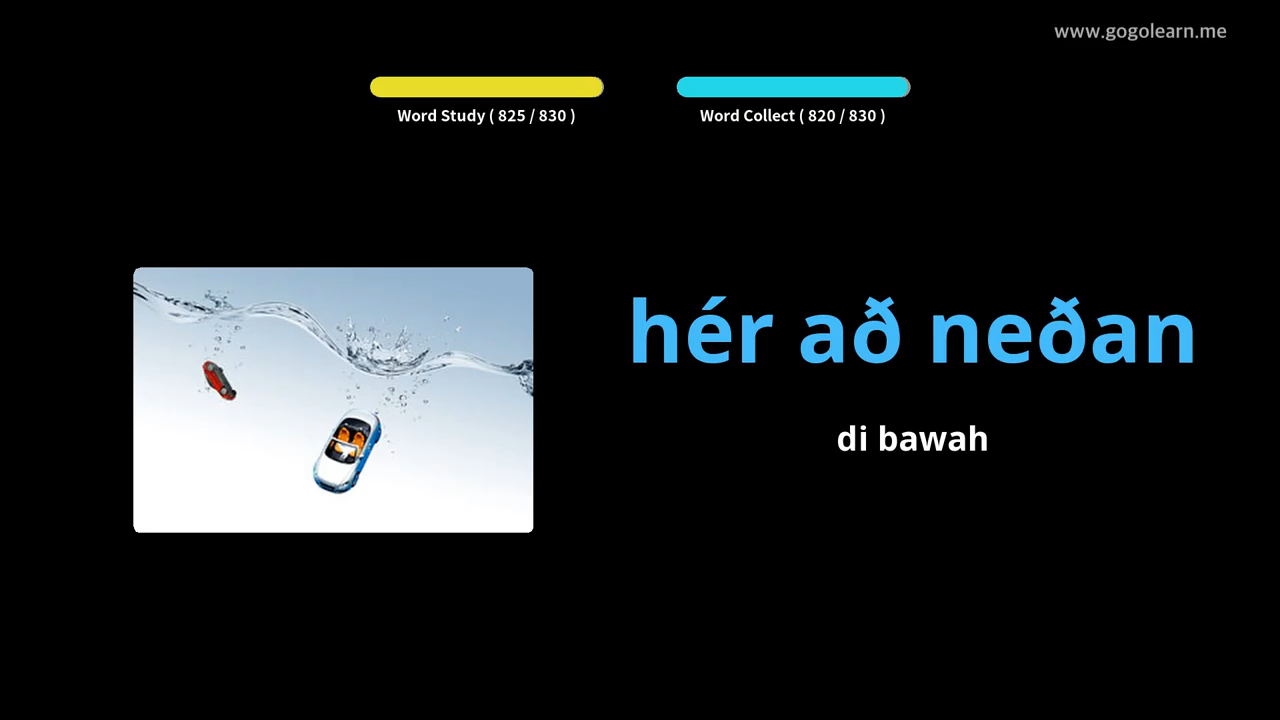 www.gogolearn.me
Word Study ( 825 / 830 )
Word Collect ( 820 / 830 )
hér að neðan
di bawah